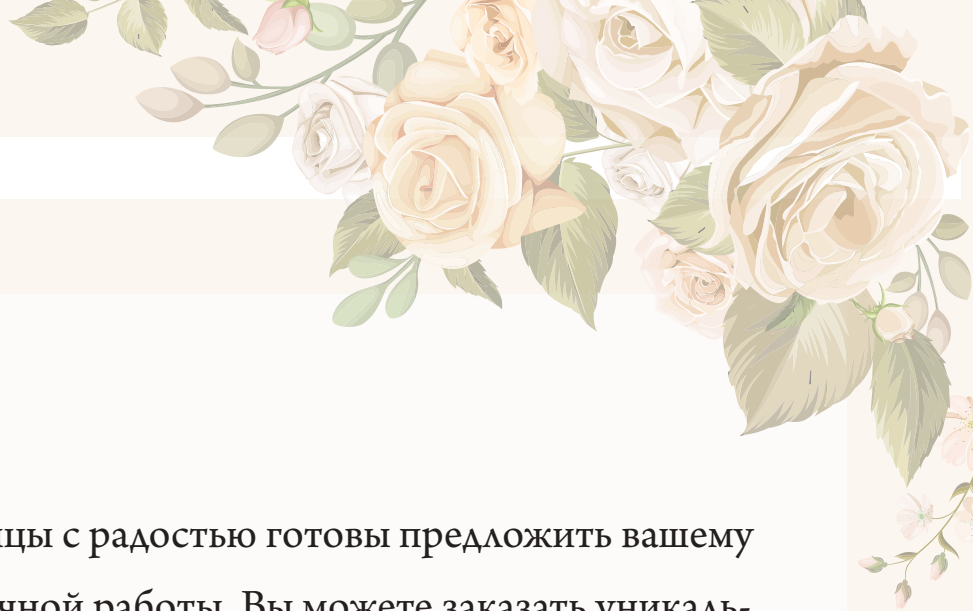 цы с радостью готовы предложить вашему
чной работы. Вы можете заказать уникаль-